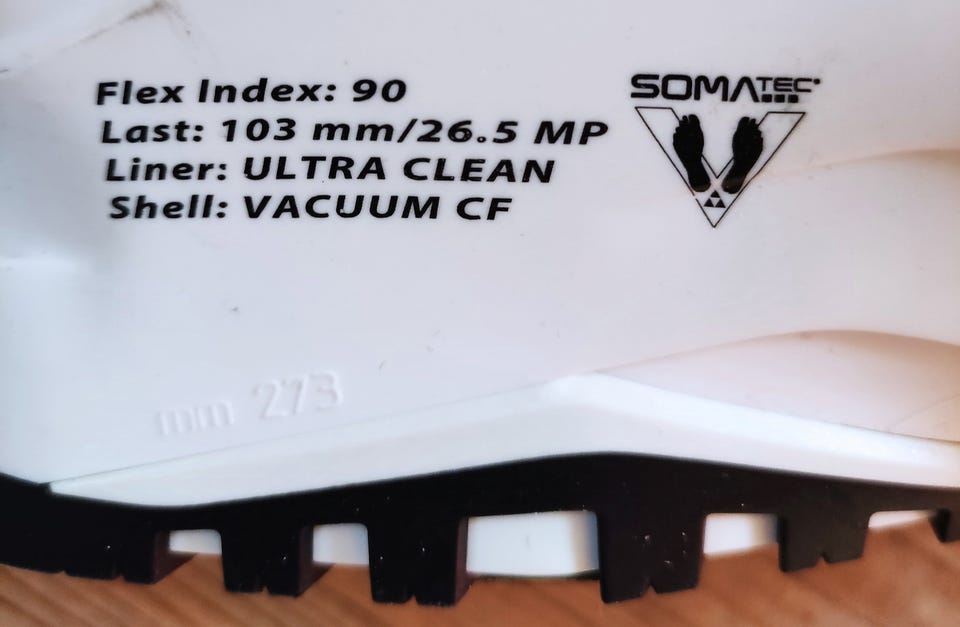 Flex Index: 90
Last: 103 mm/26.5 MP
Liner: ULTRA CLEAN
Shell: VACUUM CF
SOMATEC
mm 273